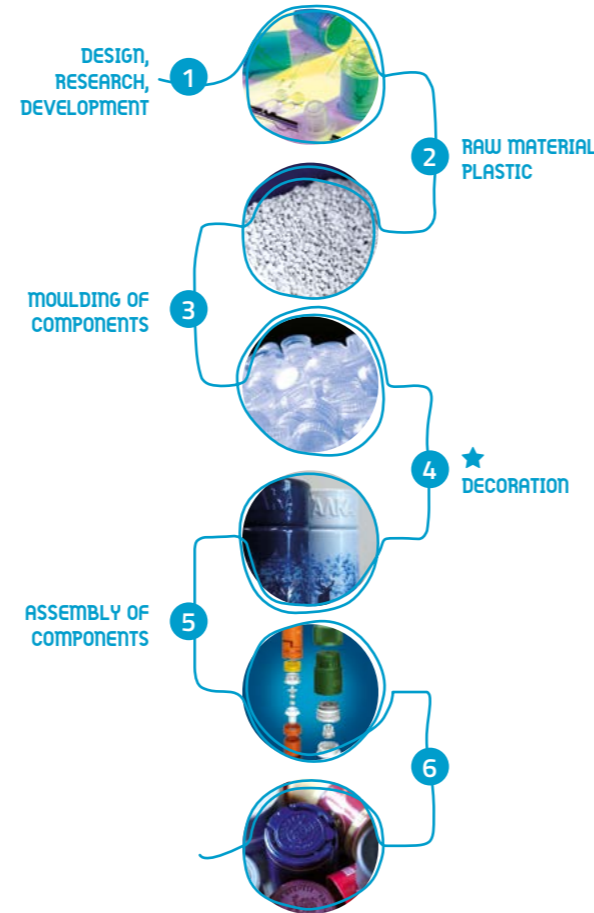 DESIGN,
RESEARCH,
DEVELOPMENT
1
2
RAW MATERIAL
PLASTIC
3
MOULDING OF
COMPONENTS
4
DECORATION
ASSEMBLY OF
COMPONENTS
5
6